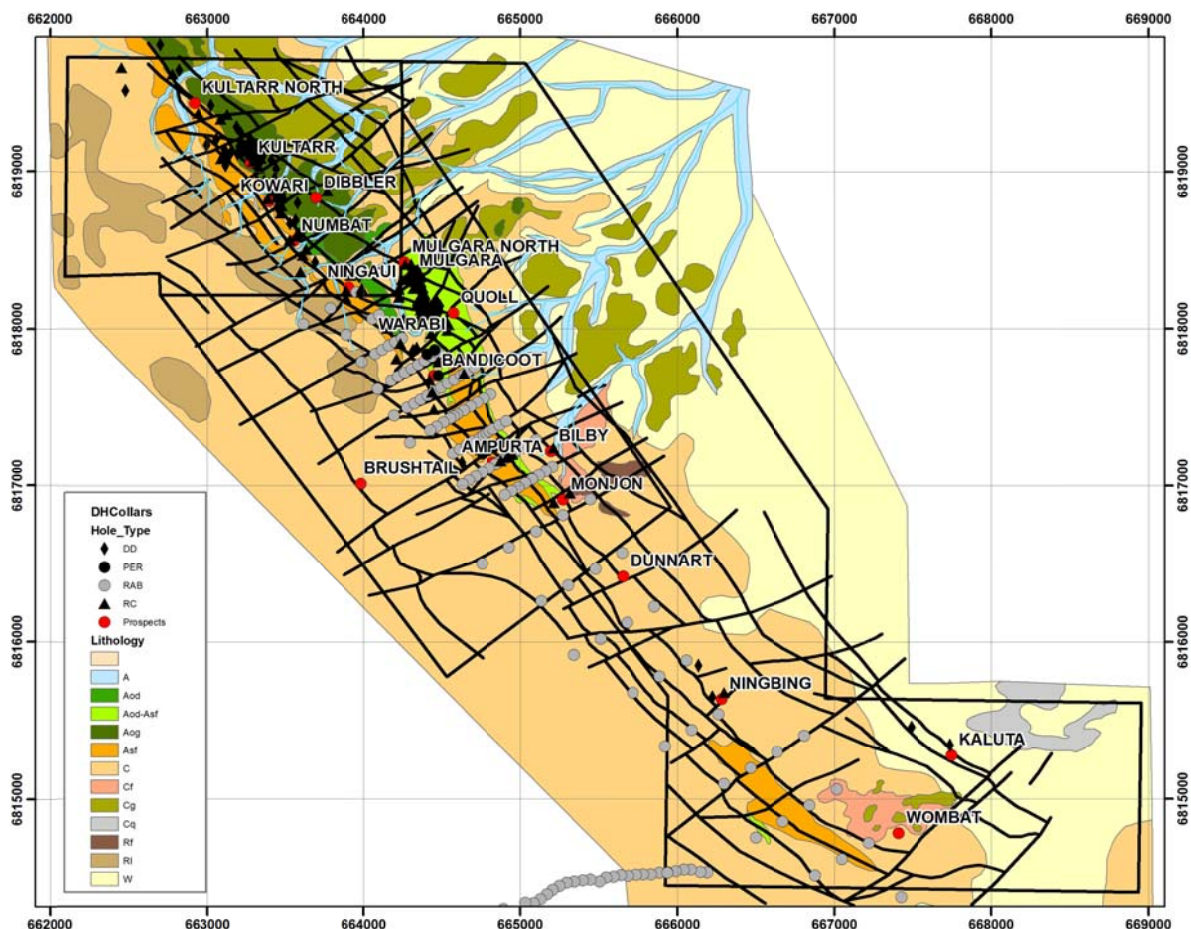 662000 663000 664000 665000 666000 667000 668000 669000
KULTARR NORTH
6819000 KULTARR 6819000
KOWARI DIBBLER
NUMBAT
MULGARA NORTH
NINGAUI MULGARA
QUOLL
6818000 WARABI 6818000
BANDICOOT
BILBY
AMPURTA
BRUSHTAIL
6817000 MONJON 6817000
DUNNART
6816000 6816000
NINGBING
KALUTA
6815000 WOMBAT 6815000
DHCollars
Hole_Type
DD
PER
RAB
RC
Prospects
Lithology
A
Aod
Aod-Asf
Aog
Asf
C
Cf
Cg
Cq
Rf
Rl
W
662000 663000 664000 665000 666000 667000 668000 669000